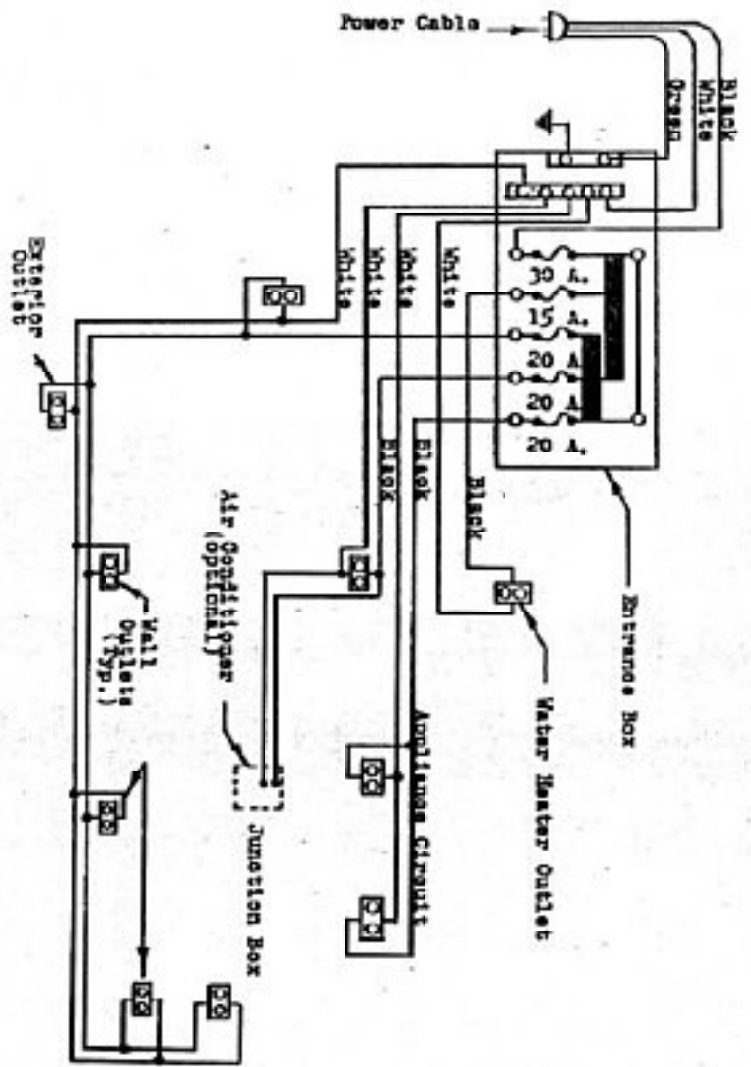 Power Cable
Black
White
Green
30 A.
15 A.
20 A.
20 A.
20 A.
White
White
White
White
Black
Black
Black
Exterior
Outlet
Air Conditioner
(Optional)
Wall
Outlets
(Typ.)
Junction Box
Appliance Circuit
Water Heater Outlet
Entrance Box